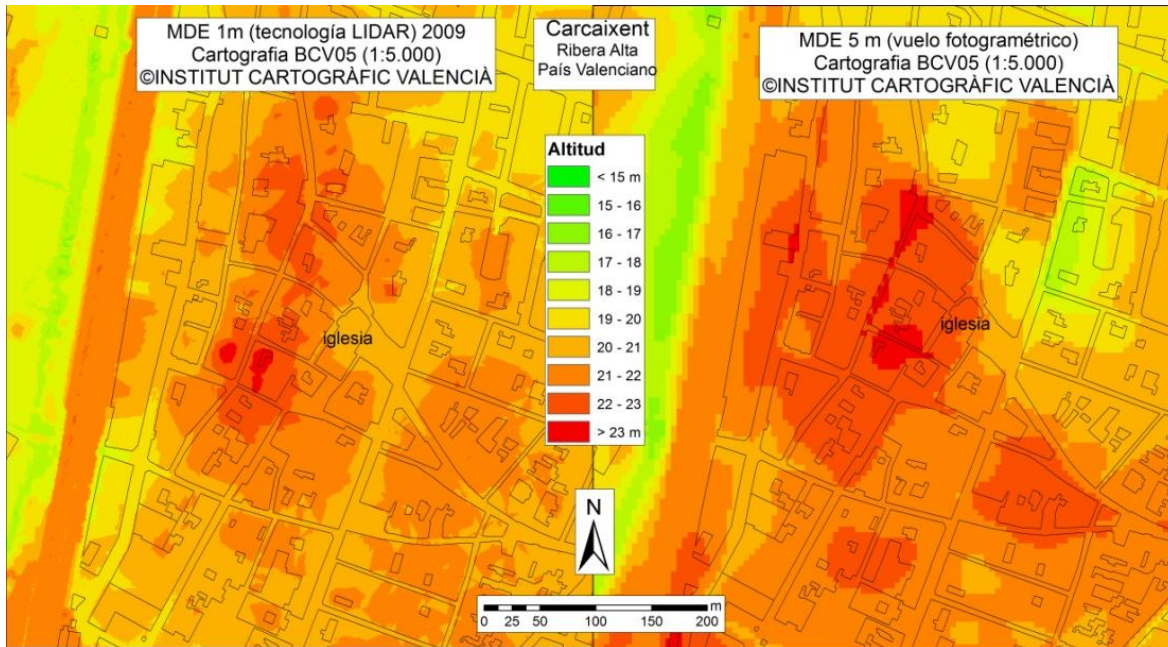 MDE 1m (tecnología LIDAR) 2009
Cartografia BCV05 (1:5.000)
©INSTITUT CARTOGRÀFIC VALENCIÀ
Carcaixent
Ribera Alta
País Valenciano
MDE 5 m (vuelo fotogramétrico)
Cartografia BCV05 (1:5.000)
©INSTITUT CARTOGRÀFIC VALENCIÀ
Altitud
< 15 m
15 - 16
16 - 17
17 - 18
18 - 19
19 - 20
20 - 21
21 - 22
22 - 23
> 23 m
iglesia
iglesia
N
m
0 25 50 100 150 200